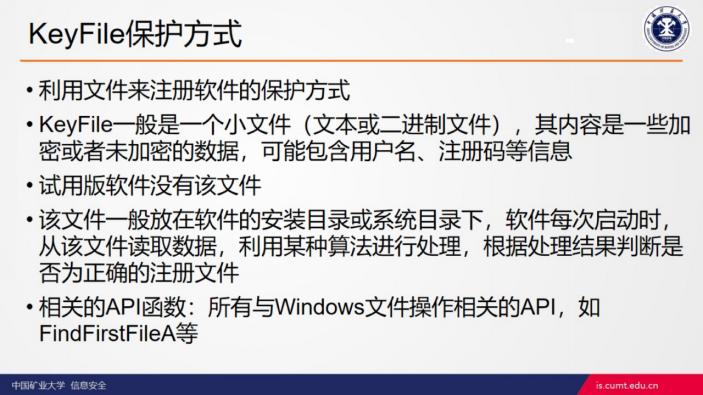 KeyFile保护方式
•利用文件来注册软件的保护方式
•KeyFile一般是一个小文件（文本或二进制文件），其内容是一些加
密或者未加密的数据，可能包含用户名、注册码等信息
•试用版软件没有该文件
•该文件一般放在软件的安装目录或系统目录下，软件每次启动时，
从该文件读取数据，利用某种算法进行处理，根据处理结果判断是
否为正确的注册文件
•相关的API函数：所有与Windows文件操作相关的API，如
FindFirstFileA等
中国矿业大学 信息安全
is.cumt.edu.cn